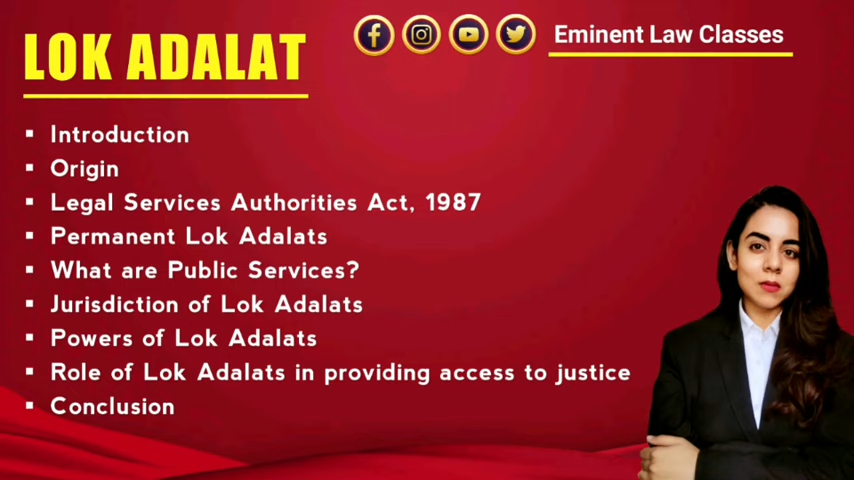 LOK ADALAT
Eminent Law Classes
▪ Introduction
▪ Origin
▪ Legal Services Authorities Act, 1987
▪ Permanent Lok Adalats
▪ What are Public Services?
▪ Jurisdiction of Lok Adalats
▪ Powers of Lok Adalats
▪ Role of Lok Adalats in providing access to justice
▪ Conclusion